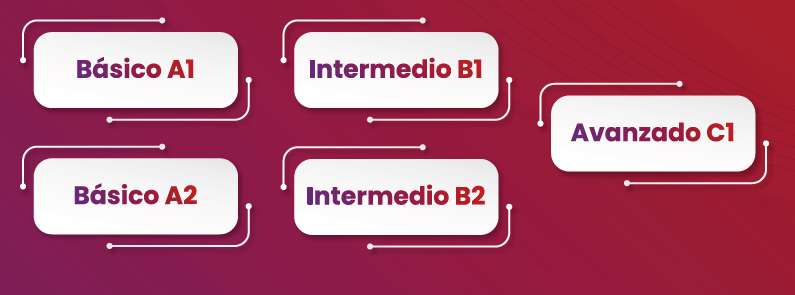 Básico A1
Básico A2
Intermedio B1
Intermedio B2
Avanzado C1